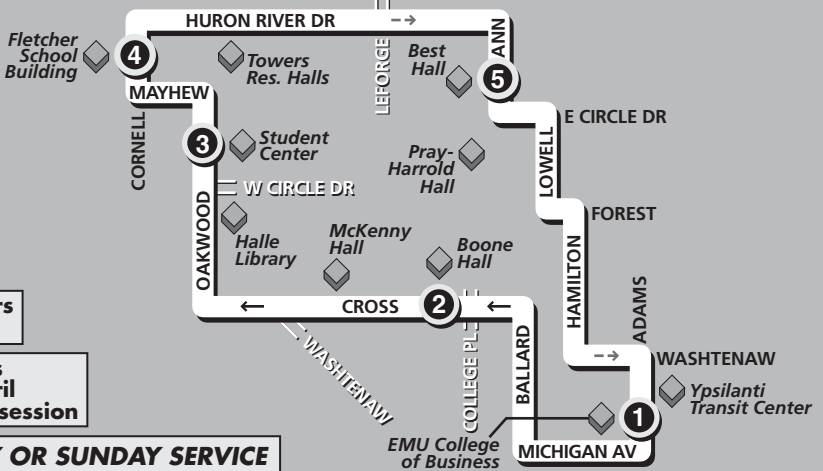 HURON RIVER DR
Fletcher
School
Building
4
Towers
Res. Halls
LEFORGE
Best
Hall
ANN
5
MAYHEW
CORNELL
3
Student
Center
E CIRCLE DR
LOWELL
Pray-
Harrold
Hall
W CIRCLE DR
OAKWOOD
Halle
Library
McKenny
Hall
Boone
Hall
FOREST
HAMILTON
ADAMS
CROSS
2
WASHTENAW
COLLEGE PL
BALLARD
WASHTENAW
Ypsilanti
Transit Center
1
EMU College
of Business
MICHIGAN AV
session
OR SUNDAY SERVICE